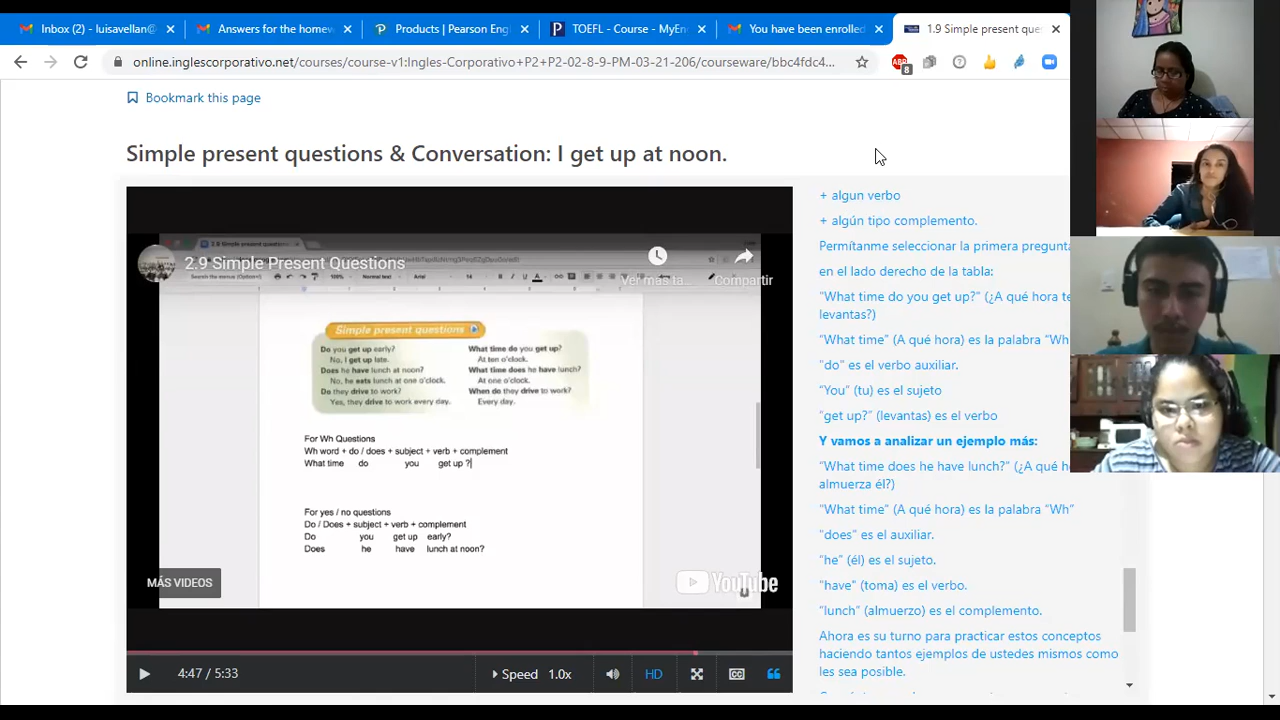 Inbox (2) - luisavellan@
Answers for the homew
Products | Pearson Eng
TOEFL - Course - MyEn
You have been enrolled
1.9 Simple present ques
online.inglescorporativo.net/courses/course-v1:Ingles-Corporativo+P2+P2-02-8-9-PM-03-21-206/courseware/bbc4fdc4...
ABP
8
Bookmark this page
Simple present questions & Conversation: I get up at noon.
2.9 Simple Present Questions
Ver más ta...
Compartir
Simple present questions
Do you get up early?
No, I get up late.
Does he have lunch at noon?
No, he eats lunch at one o'clock.
Do they drive to work?
Yes, they drive to work every day.
What time do you get up?
At ten o'clock.
What time does he have lunch?
At one o'clock.
When do they drive to work?
Every day.
For Wh Questions
Wh word + do / does + subject + verb + complement
What time do you get up ?
For yes / no questions
Do / Does + subject + verb + complement
Do you get up early?
Does he have lunch at noon?
MÁS VIDEOS
YouTube
4:47 / 5:33
Speed 1.0x
HD
+ algun verbo
+ algún tipo complemento.
Permítanme seleccionar la primera pregunta
en el lado derecho de la tabla:
"What time do you get up?" (¿A qué hora te
levantas?)
"What time" (A qué hora) es la palabra "Wh
"do" es el verbo auxiliar.
"You" (tu) es el sujeto
"get up?" (levantas) es el verbo
Y vamos a analizar un ejemplo más:
"What time does he have lunch?" (¿A qué h
almuerza él?)
"What time" (A qué hora) es la palabra "Wh"
"does" es el auxiliar.
"he" (él) es el sujeto.
"have" (toma) es el verbo.
"lunch" (almuerzo) es el complemento.
Ahora es su turno para practicar estos conceptos
haciendo tantos ejemplos de ustedes mismos como
les sea posible.